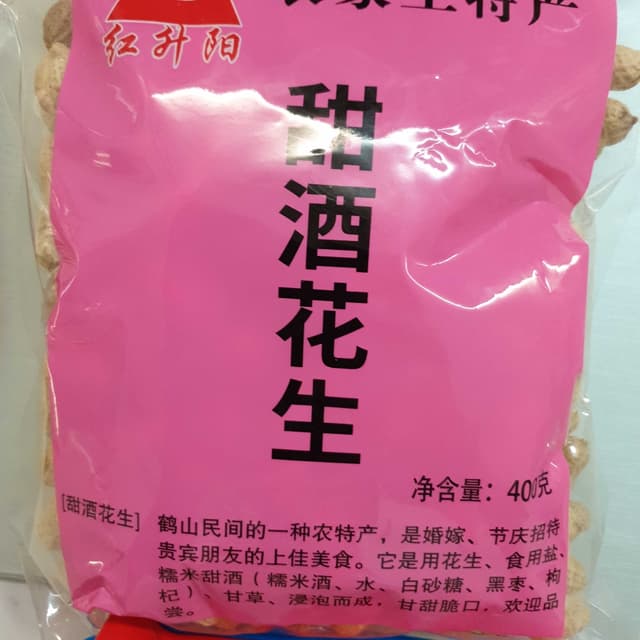 红升阳
土特产
甜酒花生
净含量：400克
[甜酒花生]
鹤山民间的一种农特产，是婚嫁、节庆招待
贵宾朋友的上佳美食。它是用花生、食用盐、
糯米甜酒（糯米酒、水、白砂糖、黑枣、枸
杞）、甘草、浸泡而成，甘甜脆口，欢迎品
尝。